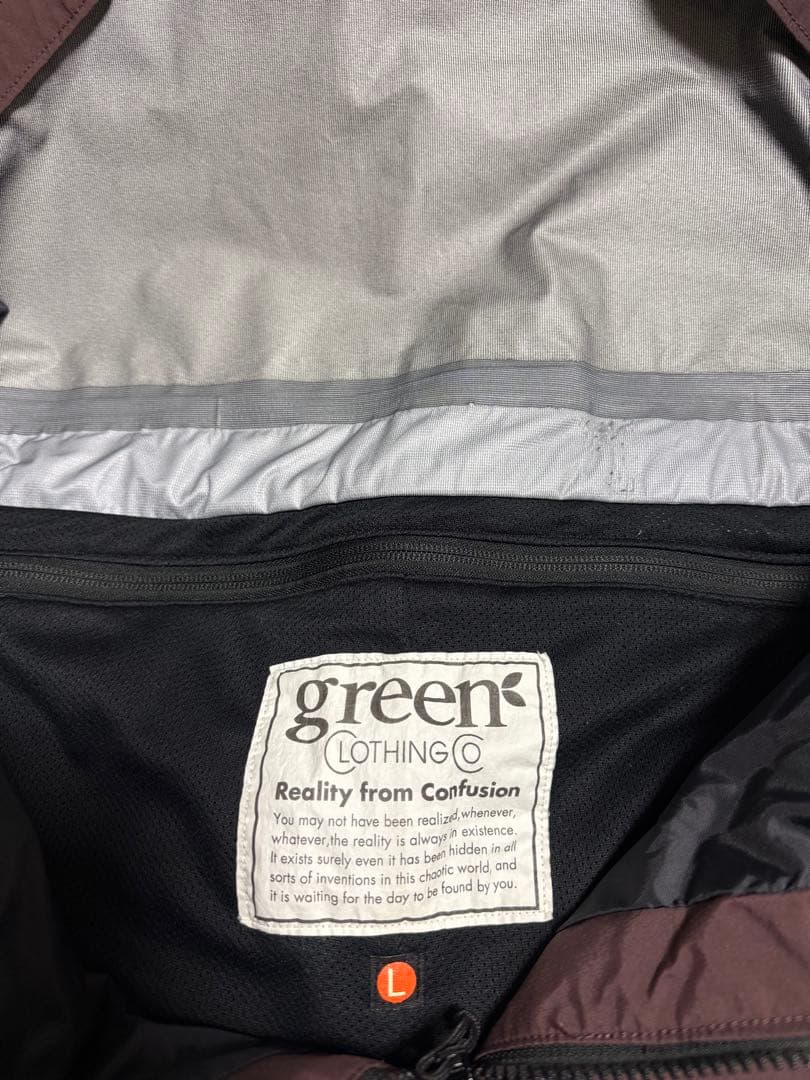 green
CLOTHING CO
Reality from Confusion
You may not have been realized, whenever,
whatever, the reality is always in existence.
It exists surely even it has been hidden in all
sorts of inventions in this chaotic world, and
it is waiting for the day to be found by you.
L